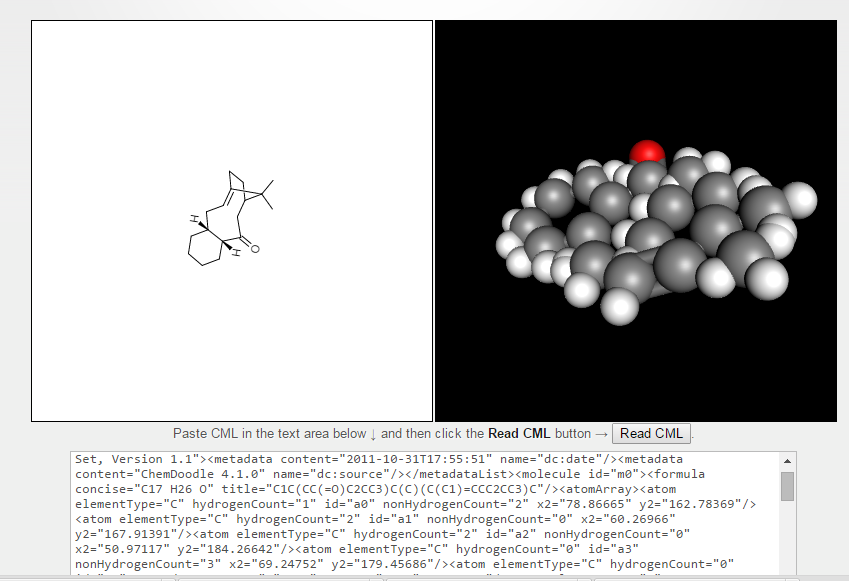 H
O
H
Paste CML in the text area below ↓ and then click the Read CML button → Read CML.
Set, Version 1.1"><metadata content="2011-10-31T17:55:51" name="dc:date"/><metadata
content="ChemDoodle 4.1.0" name="dc:source"/></metadataList><molecule id="m0"><formula
concise="C17 H26 O" title="C1C(CC(=O)C2CC3)C(C)(C(C1)=CCC2CC3)C"/><atomArray><atom
elementType="C" hydrogenCount="1" id="a0" nonHydrogenCount="2" x2="78.86665" y2="162.78369"/>
<atom elementType="C" hydrogenCount="2" id="a1" nonHydrogenCount="0" x2="60.26966"
y2="167.91391"/><atom elementType="C" hydrogenCount="2" id="a2" nonHydrogenCount="0"
x2="50.97117" y2="184.26642"/><atom elementType="C" hydrogenCount="0" id="a3"
nonHydrogenCount="3" x2="69.24752" y2="179.45686"/><atom elementType="C" hydrogenCount="0"